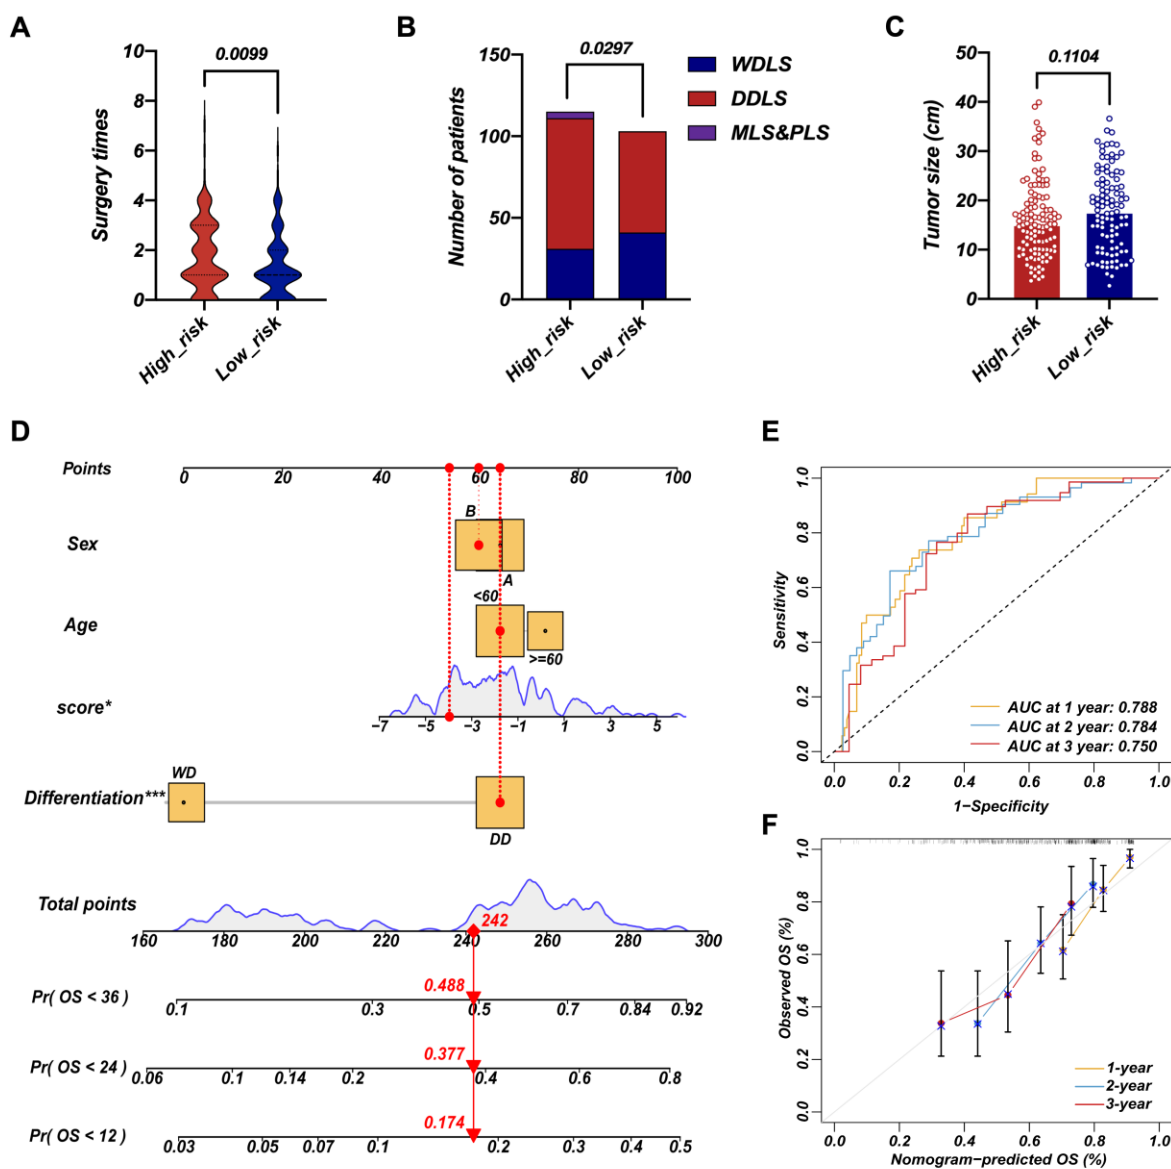 A
0.0099
10
8
6
4
2
0
Surgery times
High_risk
Low_risk
B
0.0297
150
100
50
0
Number of patients
High_risk
Low_risk
WDLS
DDLS
MLS&PLS
C
0.1104
50
40
30
20
10
0
Tumor size (cm)
High_risk
Low_risk
D
Points
0 20 40 60 80 100
B
Sex
A
<60
Age
>=60
score*
−7 −5 −3 −1 1 3 5
WD
Differentiation***
DD
Total points
242
160 180 200 220 240 260 280 300
0.488
Pr( OS < 36 )
0.1 0.3 0.5 0.7 0.84 0.92
0.377
Pr( OS < 24 )
0.06 0.1 0.14 0.2 0.4 0.6 0.8
0.174
Pr( OS < 12 )
0.03 0.05 0.07 0.1 0.2 0.3 0.4 0.5
E
1.0
0.8
0.6
0.4
0.2
0.0
Sensitivity
AUC at 1 year: 0.788
AUC at 2 year: 0.784
AUC at 3 year: 0.750
0.0 0.2 0.4 0.6 0.8 1.0
1−Specificity
F
1.0
0.8
0.6
0.4
0.2
0.0
Observed OS (%)
1-year
2-year
3-year
0.0 0.2 0.4 0.6 0.8 1.0
Nomogram−predicted OS (%)